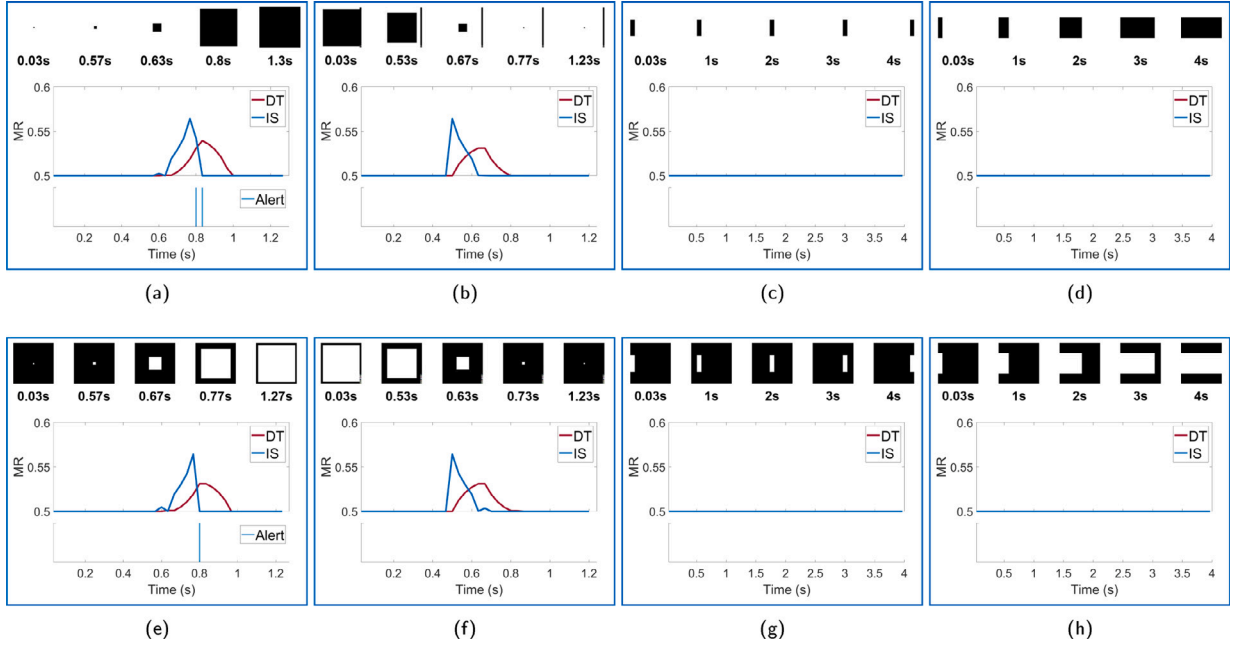 0.03s 0.57s 0.63s 0.8s 1.3s
0.6
DT
IS
MR
0.55
0.5
Alert
0.2 0.4 0.6 0.8 1 1.2
Time (s)
(a)
0.03s 0.53s 0.67s 0.77s 1.23s
0.6
DT
IS
MR
0.55
0.5
0.2 0.4 0.6 0.8 1 1.2
Time (s)
(b)
0.03s 1s 2s 3s 4s
0.6
DT
IS
MR
0.55
0.5
0.5 1 1.5 2 2.5 3 3.5 4
Time (s)
(c)
0.03s 1s 2s 3s 4s
0.6
DT
IS
MR
0.55
0.5
0.5 1 1.5 2 2.5 3 3.5 4
Time (s)
(d)
0.03s 0.57s 0.67s 0.77s 1.27s
0.6
DT
IS
MR
0.55
0.5
Alert
0.2 0.4 0.6 0.8 1 1.2
Time (s)
(e)
0.03s 0.53s 0.63s 0.73s 1.23s
0.6
DT
IS
MR
0.55
0.5
0.2 0.4 0.6 0.8 1 1.2
Time (s)
(f)
0.03s 1s 2s 3s 4s
0.6
DT
IS
MR
0.55
0.5
0.5 1 1.5 2 2.5 3 3.5 4
Time (s)
(g)
0.03s 1s 2s 3s 4s
0.6
DT
IS
MR
0.55
0.5
0.5 1 1.5 2 2.5 3 3.5 4
Time (s)
(h)